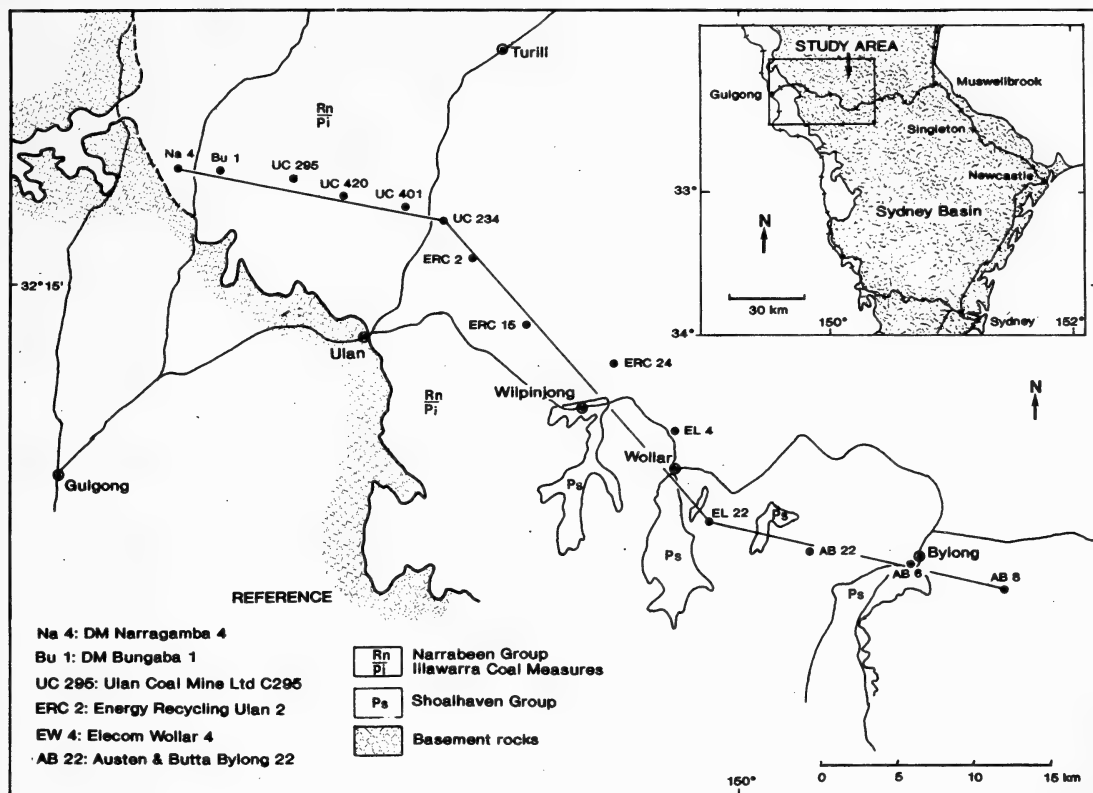 Turill
Rn
Pi
Na 4
Bu 1
UC 295
UC 420
UC 401
UC 234
ERC 2
32°15'
ERC 15
Ulan
ERC 24
Wilpinjong
Rn
Pi
EL 4
Wollar
Gulgong
Ps
EL 22
Ps
Ps
AB 22
Bylong
AB 6
AB 8
Ps
N
STUDY AREA
Gulgong
Muswellbrook
Singleton
Newcastle
33°
Sydney Basin
N
30 km
Sydney
34°
150°
152°
REFERENCE
Na 4: DM Narragamba 4
Bu 1: DM Bungaba 1
UC 295: Ulan Coal Mine Ltd C295
ERC 2: Energy Recycling Ulan 2
EW 4: Elecom Wollar 4
AB 22: Austen & Butta Bylong 22
Rn
Pi
Narrabeen Group
Illawarra Coal Measures
Ps
Shoalhaven Group
Basement rocks
150°
0
5
10
15 km